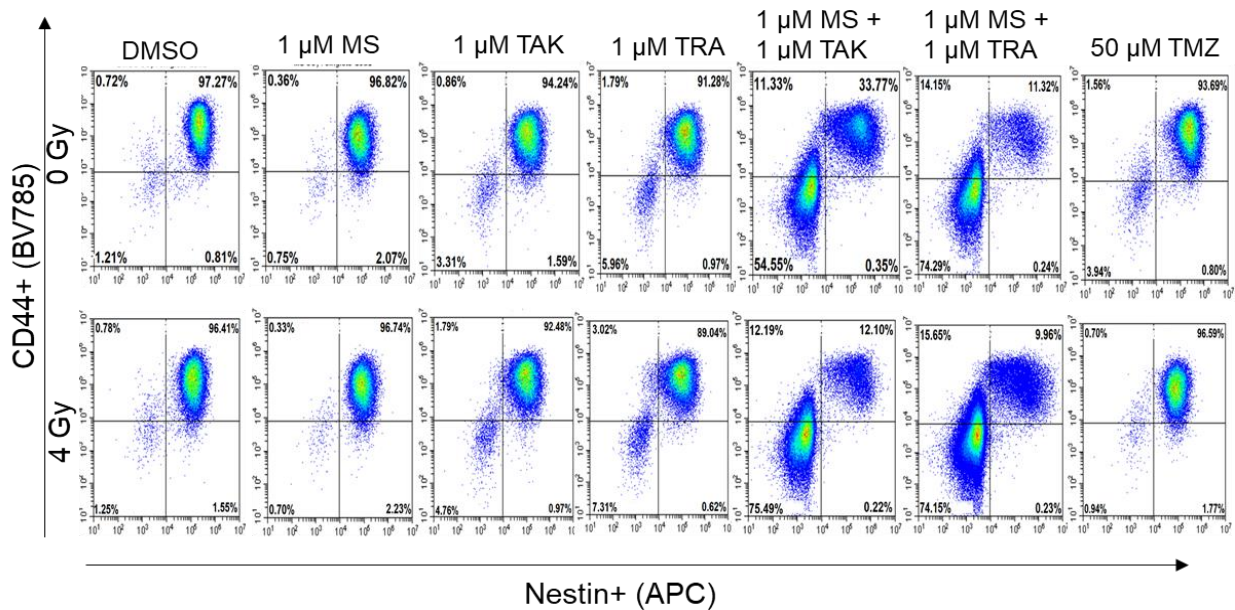 DMSO
1 µM MS
1 µM TAK
1 µM TRA
1 µM MS +
1 µM TAK
1 µM MS +
1 µM TRA
50 µM TMZ
CD44+ (BV785)
0 Gy
4 Gy
0.72% 97.27%
1.21% 0.81%
0.36% 96.82%
0.75% 2.07%
0.86% 94.24%
3.31% 1.59%
1.79% 91.28%
5.96% 0.97%
11.33% 33.77%
54.55% 0.35%
14.15% 11.32%
74.29% 0.24%
1.56% 93.69%
3.94% 0.80%
0.78% 96.41%
1.25% 1.55%
0.33% 96.74%
0.70% 2.23%
1.79% 92.48%
4.76% 0.97%
3.02% 89.04%
7.31% 0.62%
12.19% 12.10%
75.49% 0.22%
15.65% 9.96%
74.15% 0.23%
0.70% 96.59%
0.94% 1.77%
Nestin+ (APC)